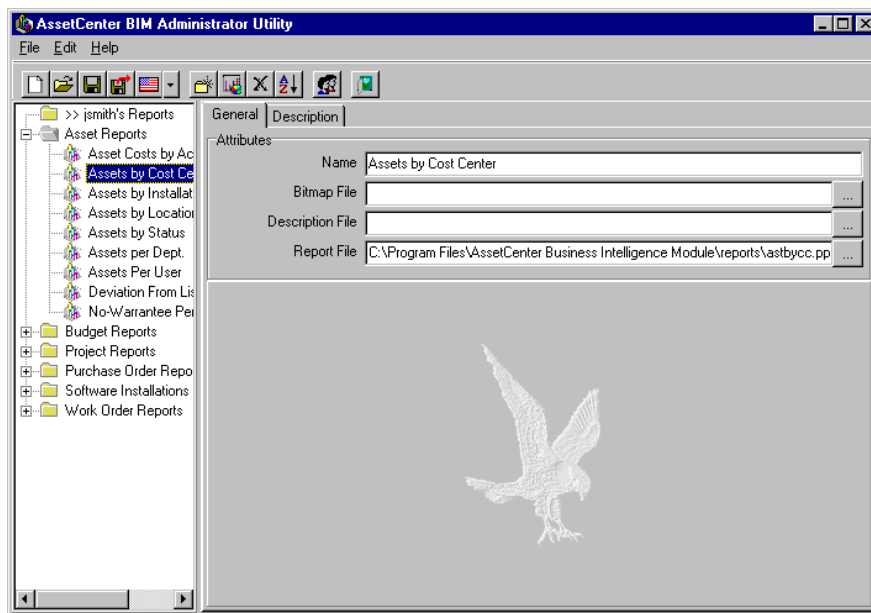 AssetCenter BIM Administrator Utility
File Edit Help
>> jsmith's Reports
Asset Reports
Asset Costs by Ac
Assets by Cost Ce
Assets by Installat
Assets by Location
Assets by Status
Assets per Dept.
Assets Per User
Deviation From Lis
No-Warrantee Per
Budget Reports
Project Reports
Purchase Order Repo
Software Installations
Work Order Reports
General Description
Attributes
Name Assets by Cost Center
Bitmap File ...
Description File ...
Report File C:\Program Files\AssetCenter Business Intelligence Module\reports\astbycc.pp ...